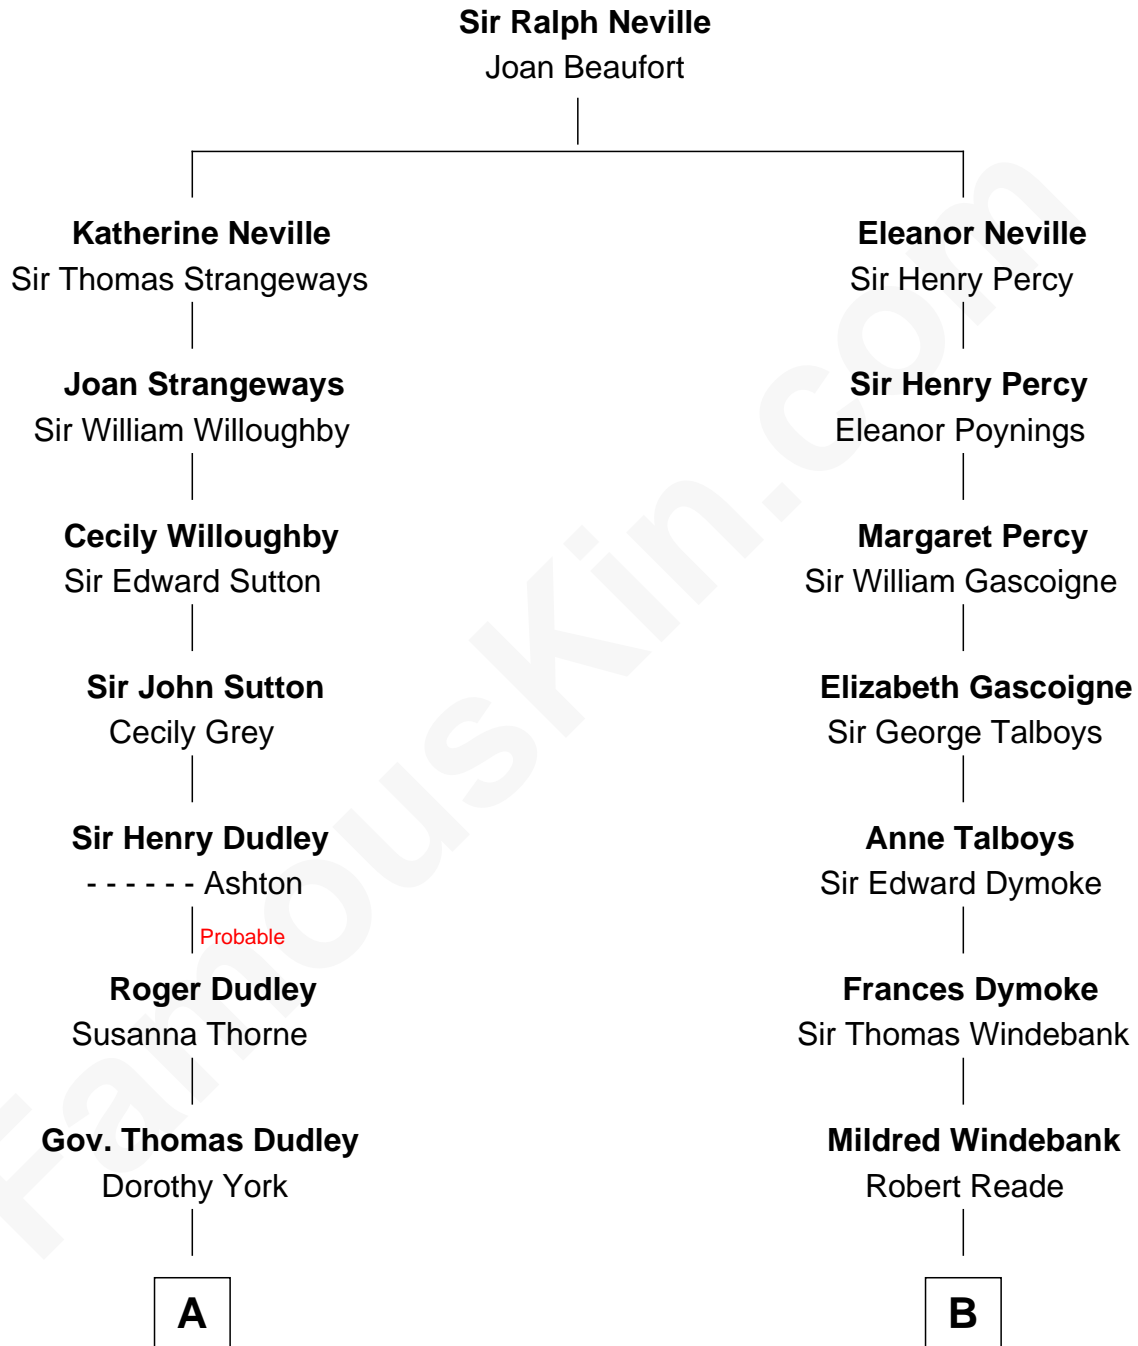 Sir Ralph Neville
Joan Beaufort
Katherine Neville
Sir Thomas Strangeways
Eleanor Neville
Sir Henry Percy
Joan Strangeways
Sir William Willoughby
Sir Henry Percy
Eleanor Poynings
Cecily Willoughby
Sir Edward Sutton
Margaret Percy
Sir William Gascoigne
Sir John Sutton
Cecily Grey
Elizabeth Gascoigne
Sir George Talboys
Sir Henry Dudley
- - - - - - Ashton
Probable
Anne Talboys
Sir Edward Dymoke
Roger Dudley
Susanna Thorne
Frances Dymoke
Sir Thomas Windebank
Gov. Thomas Dudley
Dorothy York
Mildred Windebank
Robert Reade
A
B
FamousKin.com